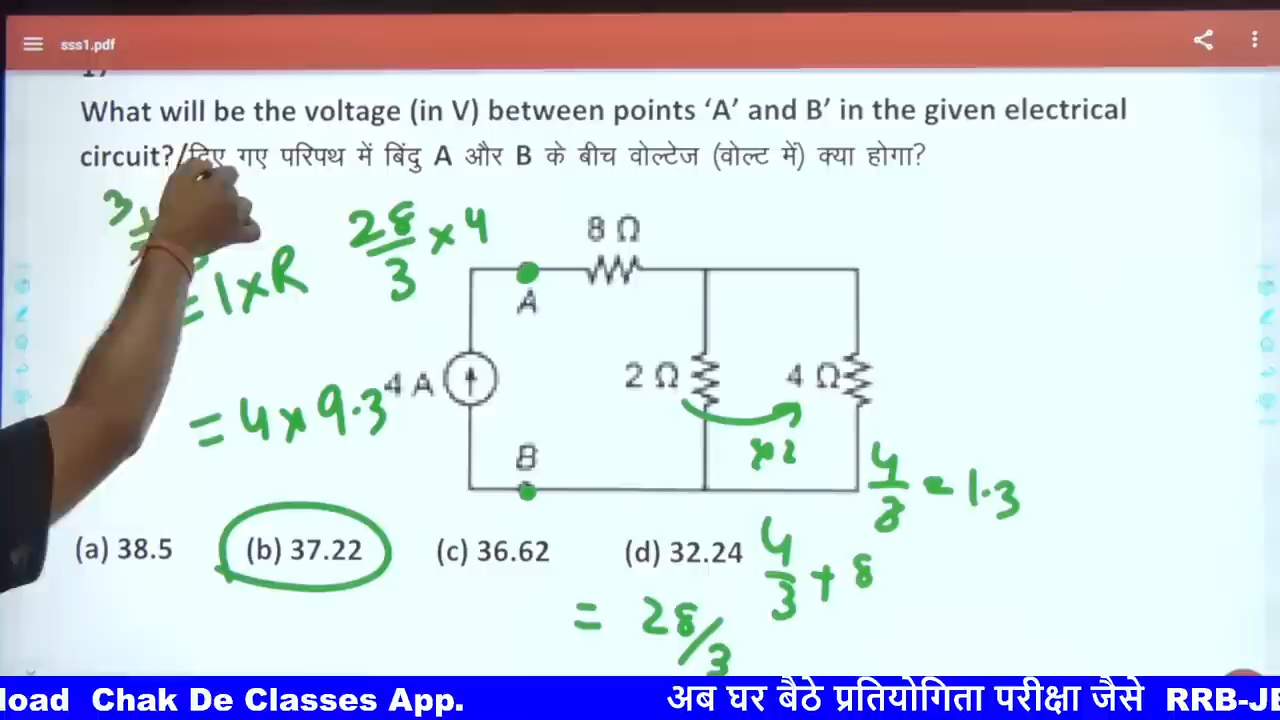 sss1.pdf
17
What will be the voltage (in V) between points ‘A’ and B’ in the given electrical
circuit?/दिए गए परिपथ में बिंदु A और B के बीच वोल्टेज (वोल्ट में) क्या होगा?
8 Ω
28/3 × 4
= I × R
A
4 A
2 Ω
4 Ω
= 4 × 9.3
×2
B
4/3 = 1.3
(a) 38.5 (b) 37.22 (c) 36.62 (d) 32.24
4/3 + 8
= 28/3
load Chak De Classes App. अब घर बैठे प्रतियोगिता परीक्षा जैसे RRB-JE